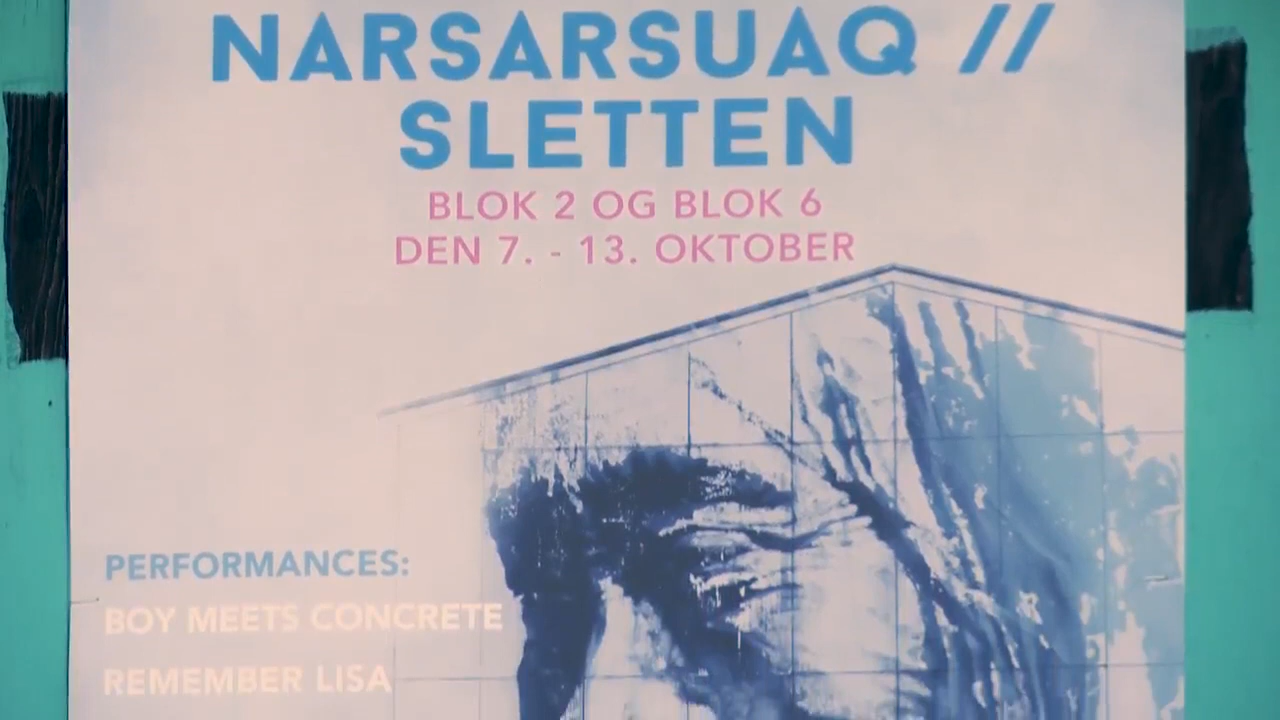 NARSARSUAQ //
SLETTEN
BLOK 2 OG BLOK 6
DEN 7. - 13. OKTOBER
PERFORMANCES:
BOY MEETS CONCRETE
REMEMBER LISA